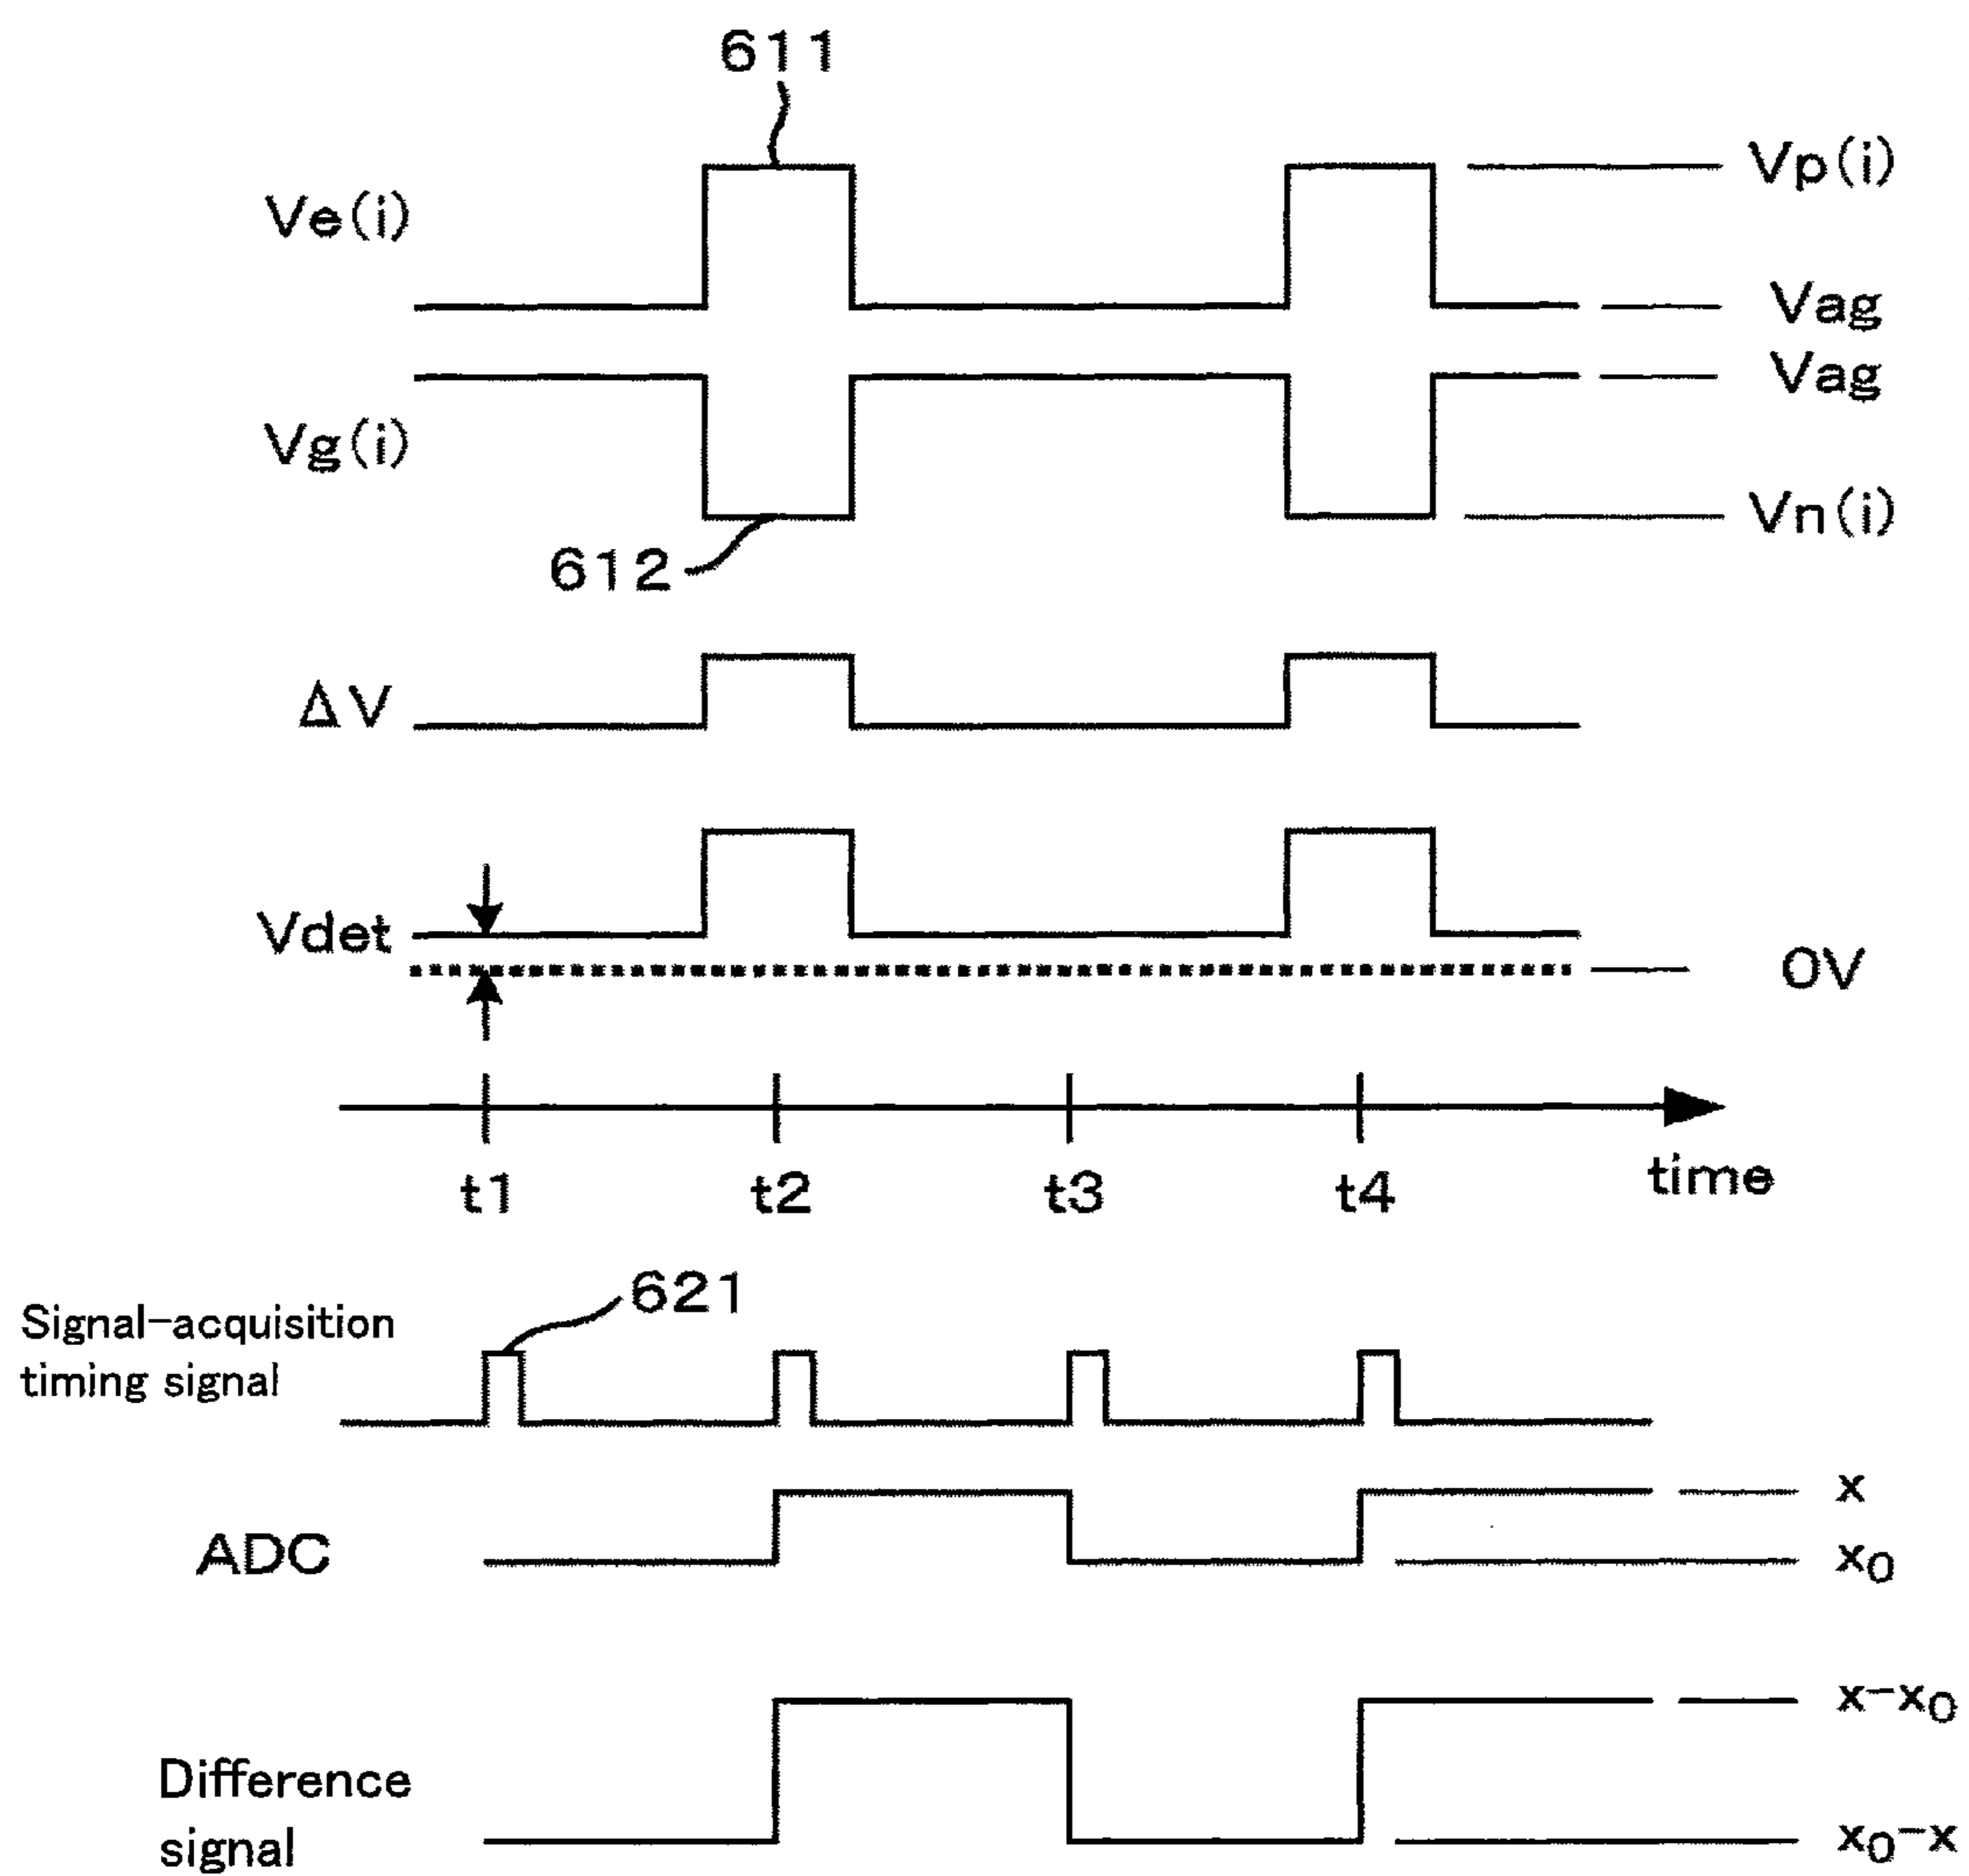 611
Ve(i)
Vp(i)
Vag
Vag
Vg(i)
Vn(i)
612
ΔV
Vdet
0V
t1 t2 t3 t4 time
621
Signal-acquisition
timing signal
x
ADC
x₀
x-x₀
Difference
signal
x₀-x